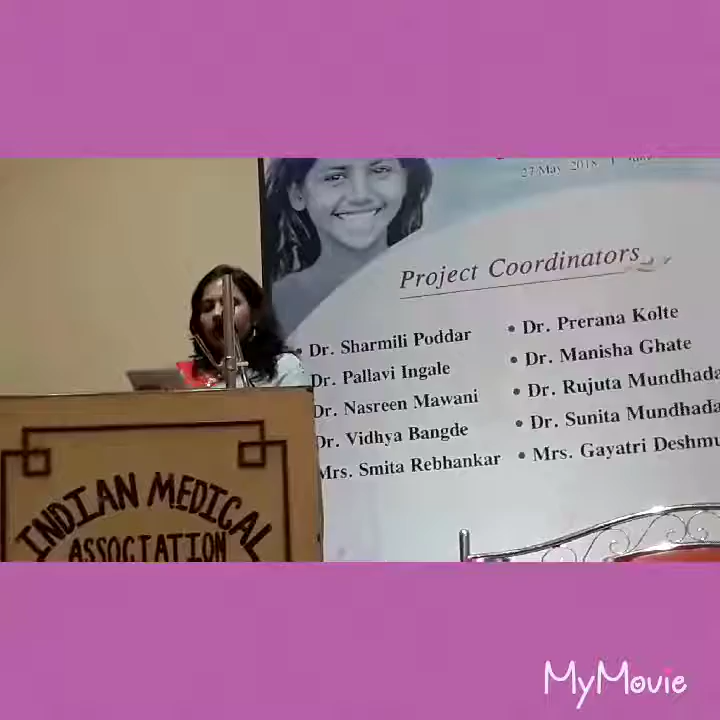 27 May 2018 |
Project Coordinators
• Dr. Sharmili Poddar
Dr. Pallavi Ingale
Dr. Nasreen Mawani
Dr. Vidhya Bangde
Mrs. Smita Rebhankar
• Dr. Prerana Kolte
• Dr. Manisha Ghate
• Dr. Rujuta Mundhada
• Dr. Sunita Mundhada
• Mrs. Gayatri Deshmu
INDIAN MEDICAL
ASSOCIATION
MyMovie